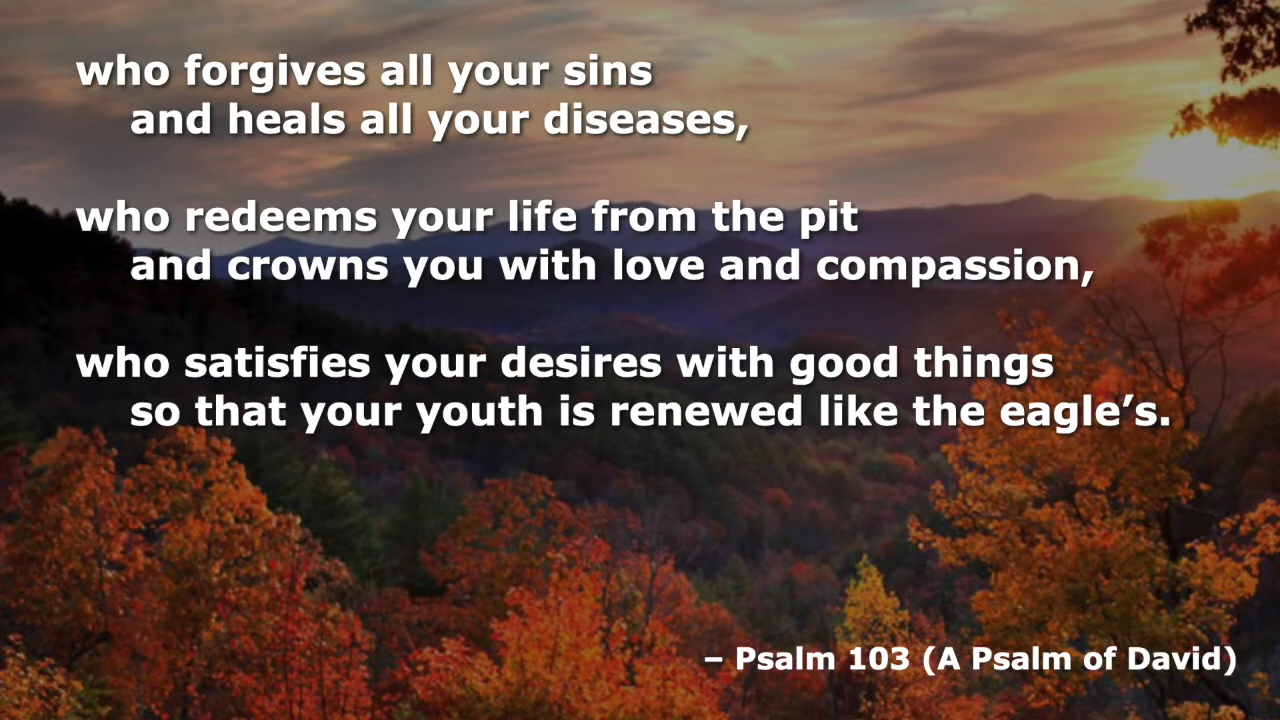 who forgives all your sins
and heals all your diseases,
who redeems your life from the pit
and crowns you with love and compassion,
who satisfies your desires with good things
so that your youth is renewed like the eagle’s.
– Psalm 103 (A Psalm of David)